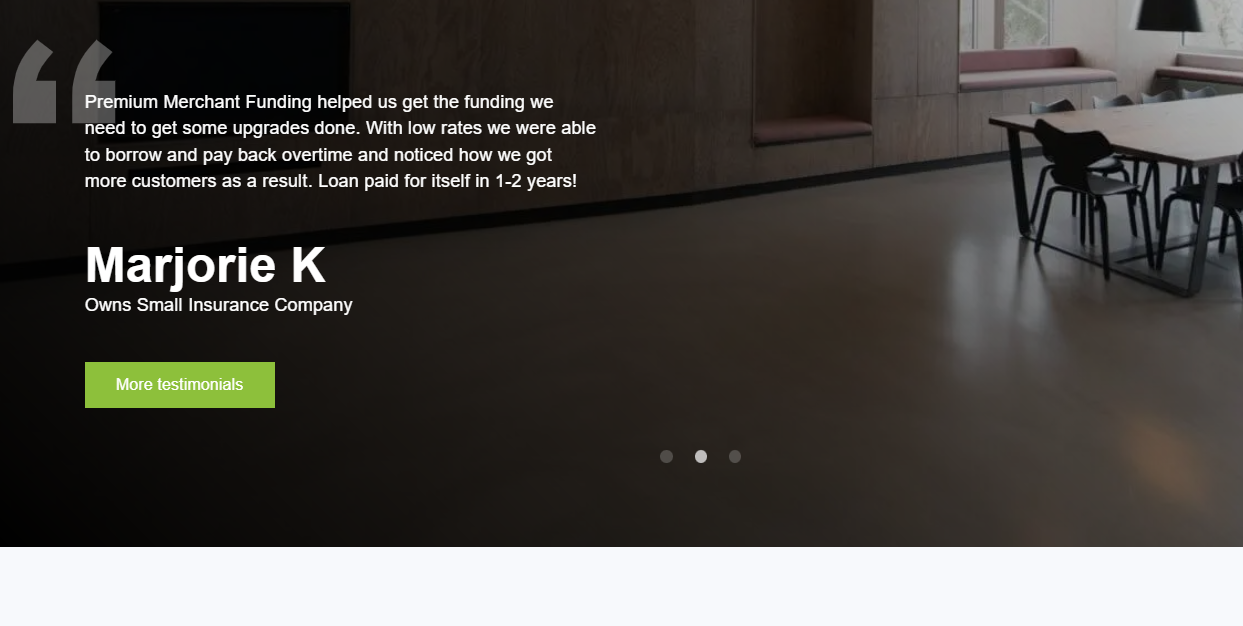 “
Premium Merchant Funding helped us get the funding we
need to get some upgrades done. With low rates we were able
to borrow and pay back overtime and noticed how we got
more customers as a result. Loan paid for itself in 1-2 years!
Marjorie K
Owns Small Insurance Company
More testimonials